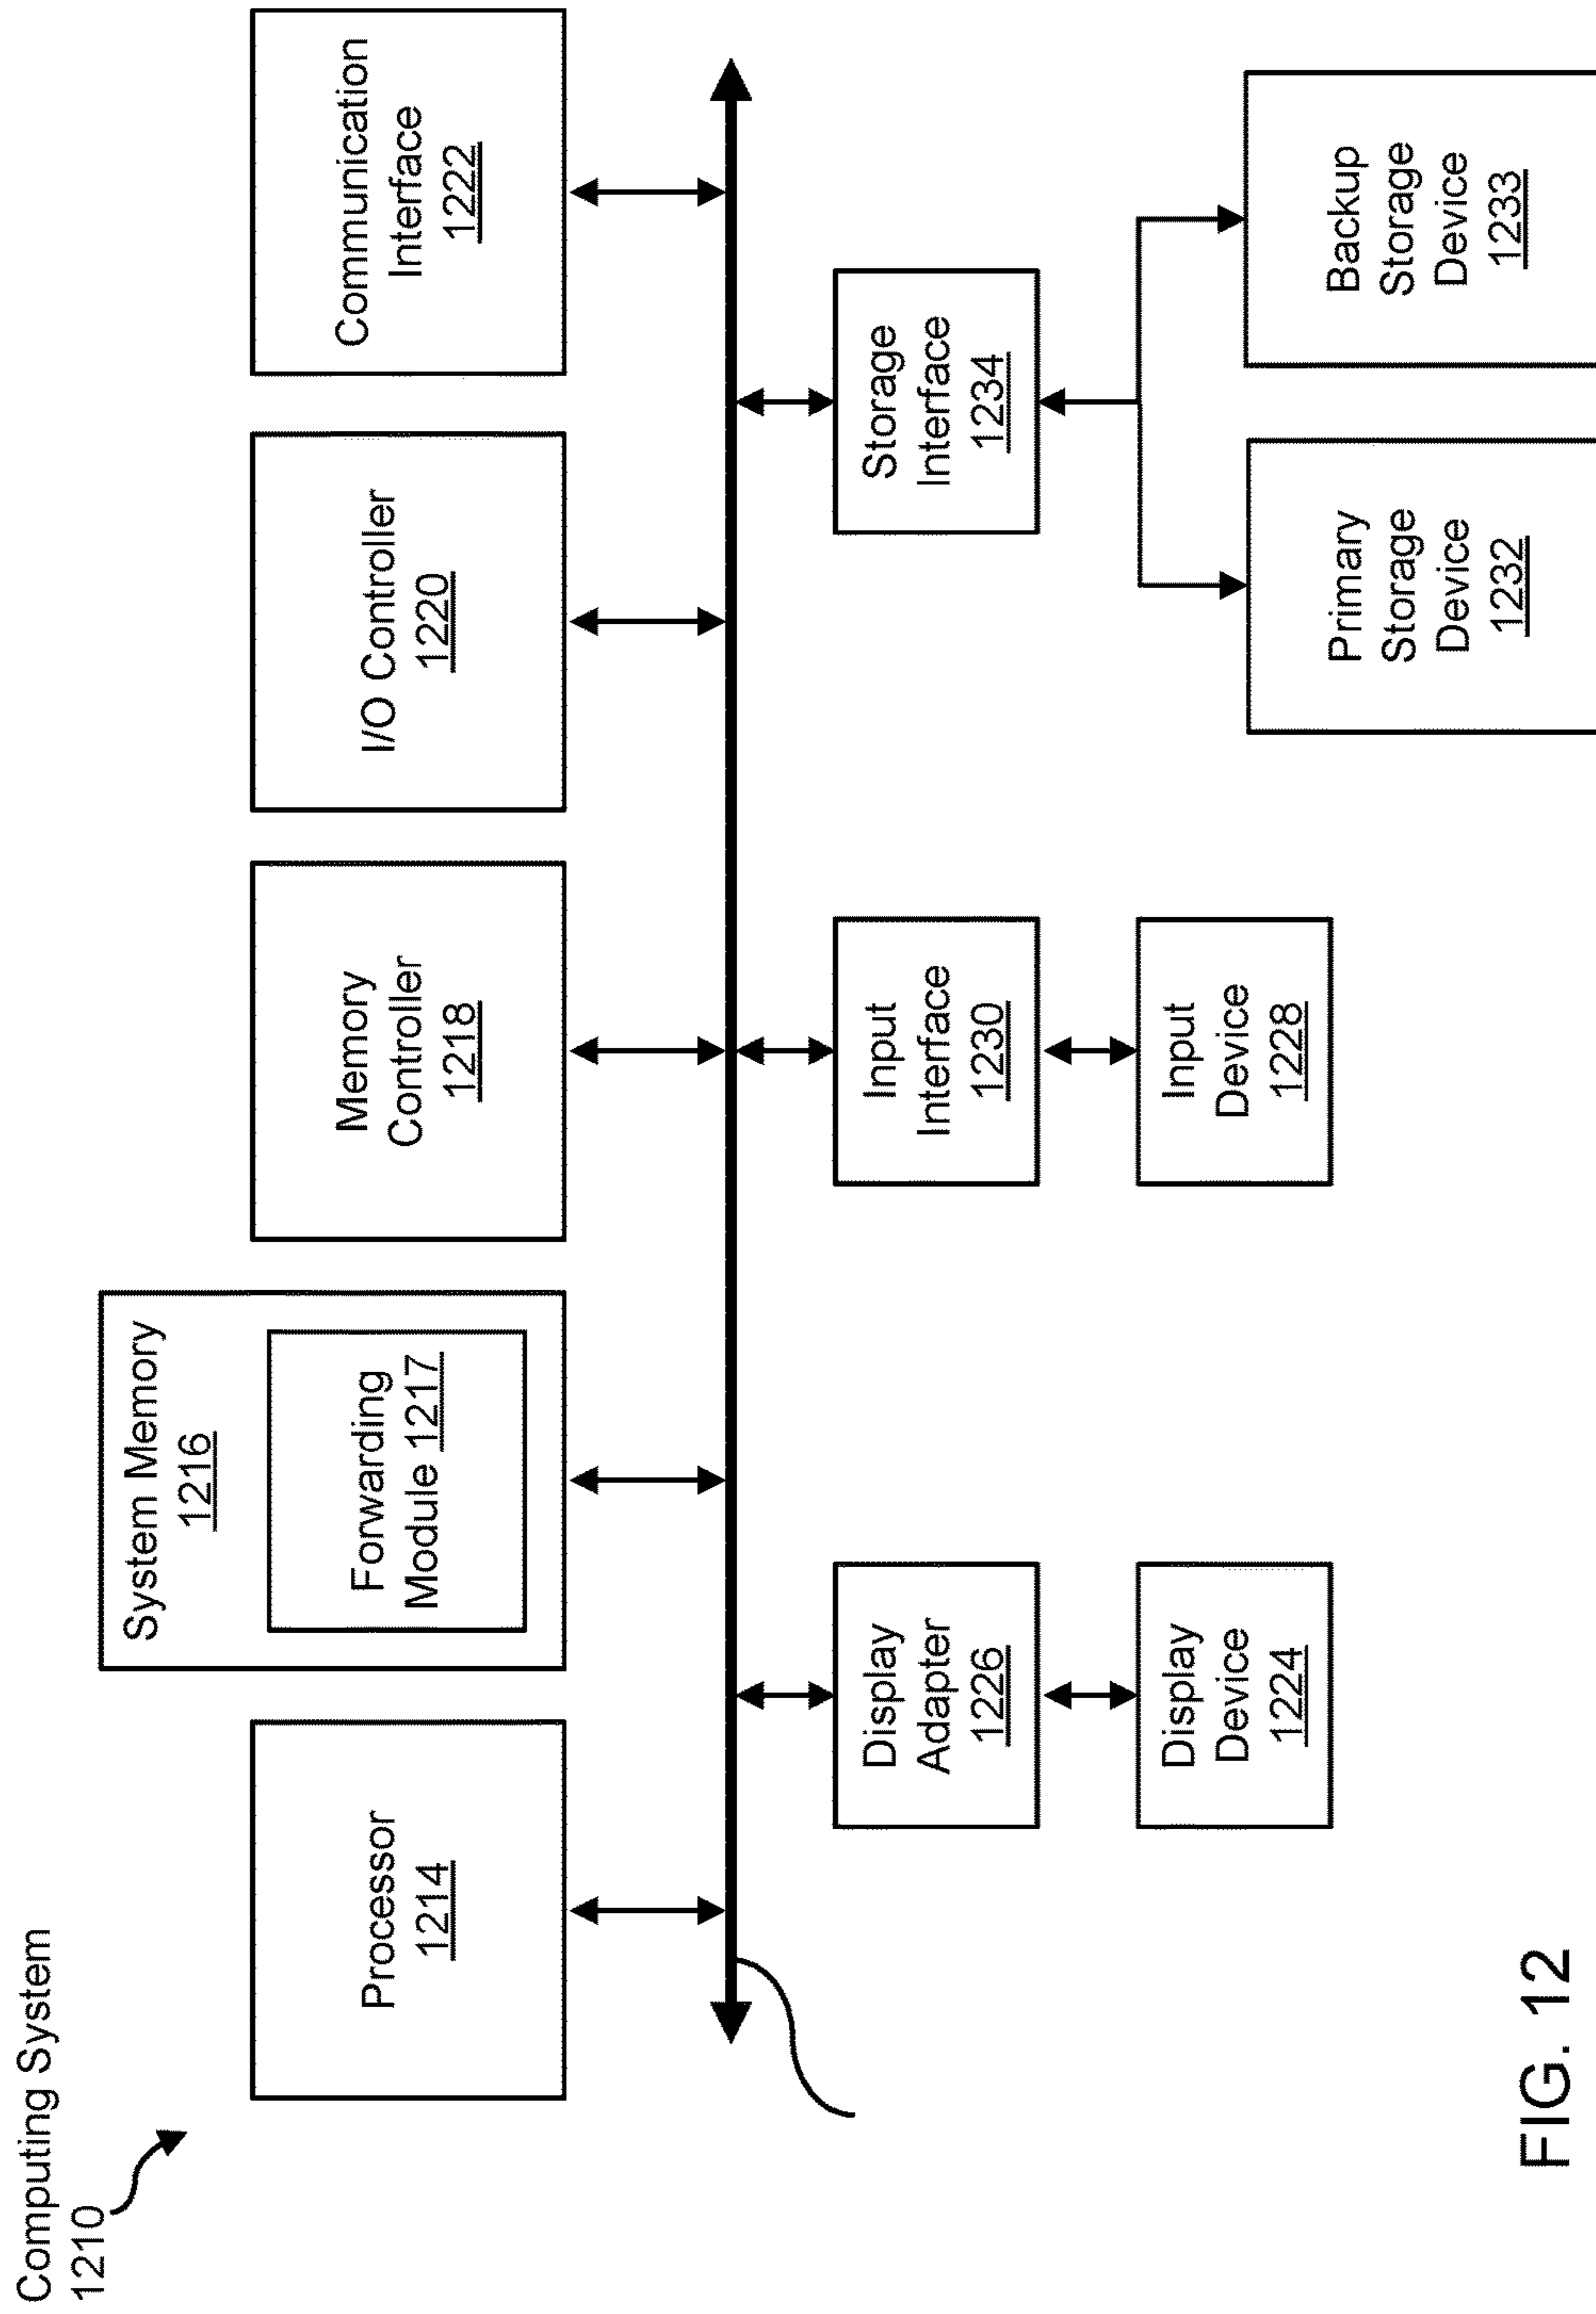 Computing System
1210
Processor
1214
System Memory
1216
Forwarding
Module 1217
Memory
Controller
1218
I/O Controller
1220
Communication
Interface
1222
Display
Adapter
1226
Input
Interface
1230
Storage
Interface
1234
Display
Device
1224
Input
Device
1228
Primary
Storage
Device
1232
Backup
Storage
Device
1233
FIG. 12